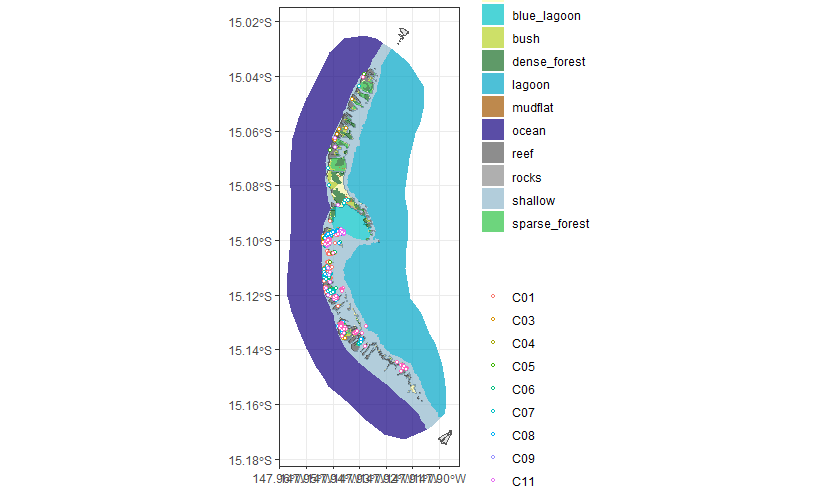 15.02°S
15.04°S
15.06°S
15.08°S
15.10°S
15.12°S
15.14°S
15.16°S
15.18°S
blue_lagoon
bush
dense_forest
lagoon
mudflat
ocean
reef
rocks
shallow
sparse_forest
C01
C03
C04
C05
C06
C07
C08
C09
C11